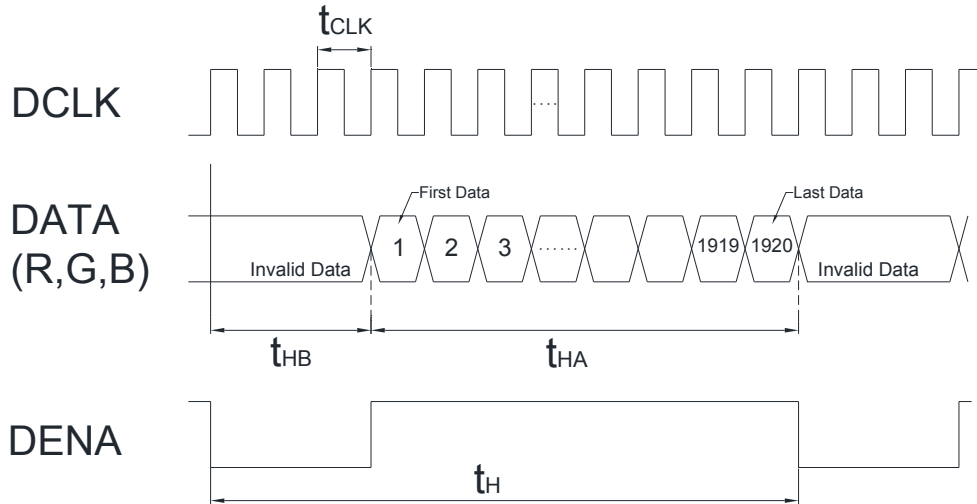 tCLK
DCLK
....
First Data
Last Data
DATA
(R,G,B)
Invalid Data
1
2
3
......
1919
1920
Invalid Data
tHB
tHA
DENA
tH